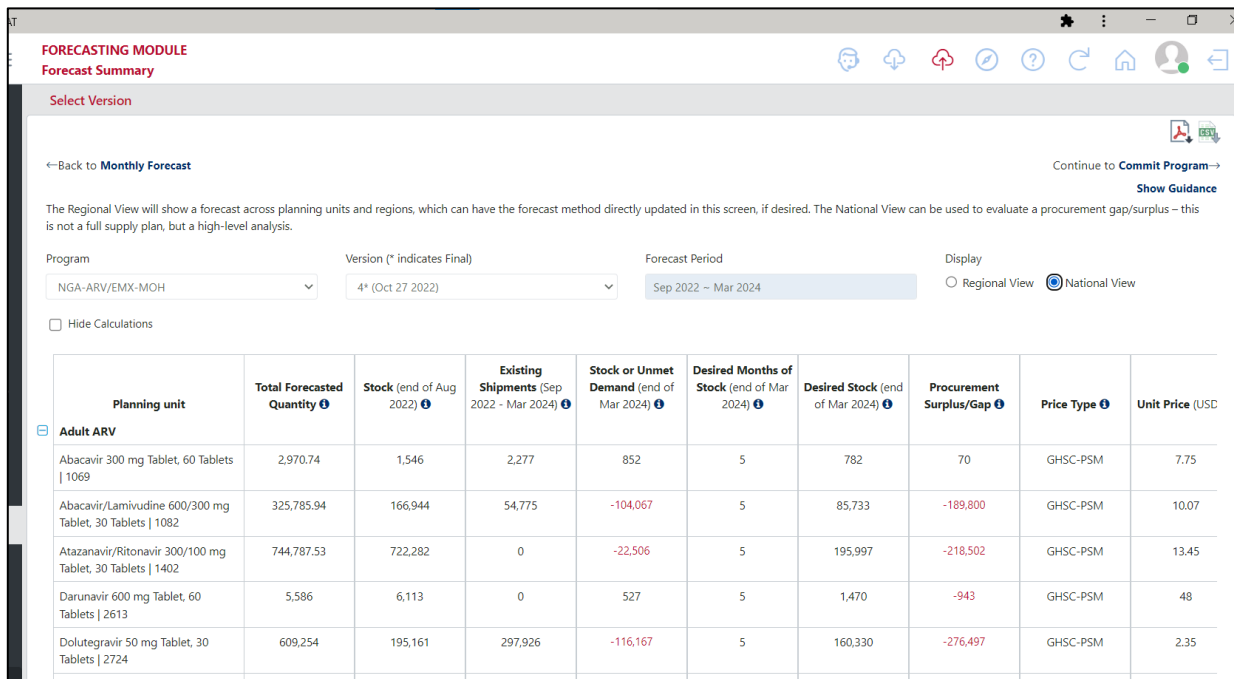 AT
FORECASTING MODULE
Forecast Summary
Select Version
CSV
←Back to Monthly Forecast
Continue to Commit Program→
Show Guidance
The Regional View will show a forecast across planning units and regions, which can have the forecast method directly updated in this screen, if desired. The National View can be used to evaluate a procurement gap/surplus – this
is not a full supply plan, but a high-level analysis.
Program
Version (* indicates Final)
Forecast Period
Display
NGA-ARV/EMX-MOH
4* (Oct 27 2022)
Sep 2022 ~ Mar 2024
Regional View
National View
Hide Calculations
Planning unit
Total Forecasted
Quantity
Stock (end of Aug
2022)
Existing
Shipments (Sep
2022 - Mar 2024)
Stock or Unmet
Demand (end of
Mar 2024)
Desired Months of
Stock (end of Mar
2024)
Desired Stock (end
of Mar 2024)
Procurement
Surplus/Gap
Price Type
Unit Price (USD
Adult ARV
Abacavir 300 mg Tablet, 60 Tablets
| 1069
2,970.74
1,546
2,277
852
5
782
70
GHSC-PSM
7.75
Abacavir/Lamivudine 600/300 mg
Tablet, 30 Tablets | 1082
325,785.94
166,944
54,775
-104,067
5
85,733
-189,800
GHSC-PSM
10.07
Atazanavir/Ritonavir 300/100 mg
Tablet, 30 Tablets | 1402
744,787.53
722,282
0
-22,506
5
195,997
-218,502
GHSC-PSM
13.45
Darunavir 600 mg Tablet, 60
Tablets | 2613
5,586
6,113
0
527
5
1,470
-943
GHSC-PSM
48
Dolutegravir 50 mg Tablet, 30
Tablets | 2724
609,254
195,161
297,926
-116,167
5
160,330
-276,497
GHSC-PSM
2.35